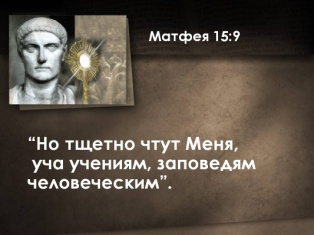 Матфея 15:9
“Но тщетно чтут Меня,
уча учениям, заповедям
человеческим”.